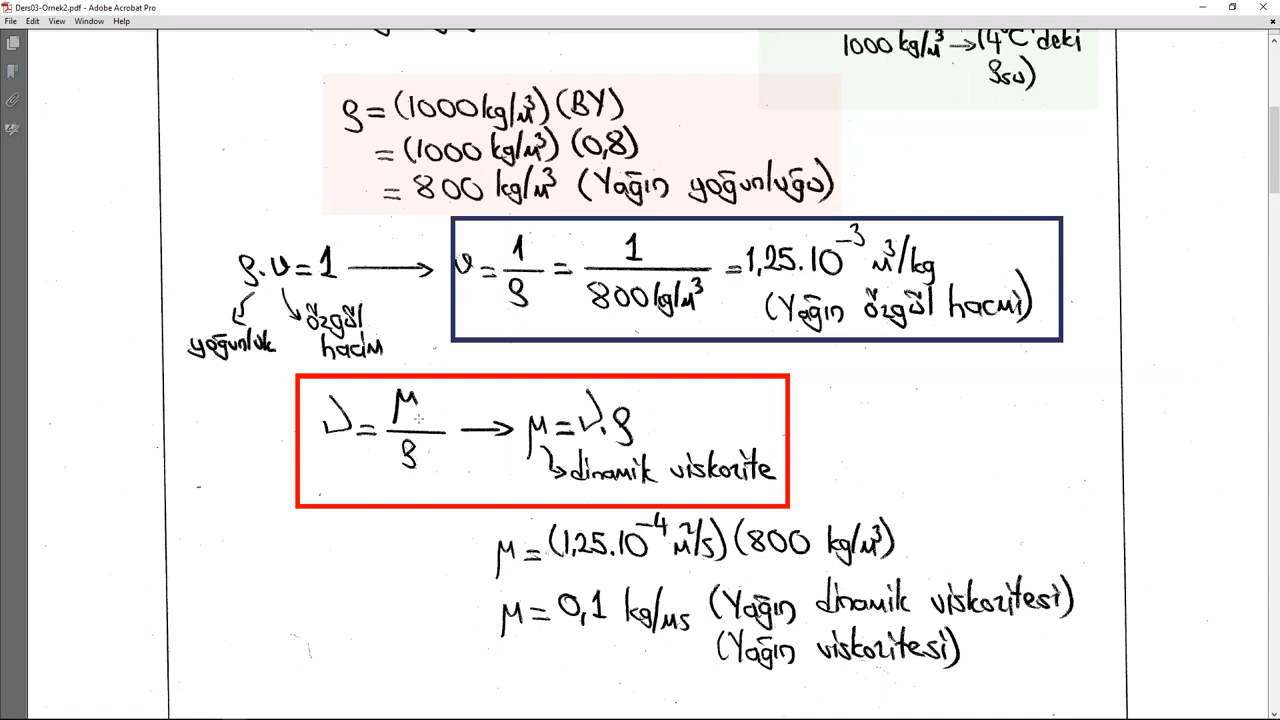 Ders03-Ornek2.pdf - Adobe Acrobat Pro
File Edit View Window Help
1000 kg/m³ → (4°C'deki
ρsu)
ρ = (1000 kg/m³) (BY)
= (1000 kg/m³) (0,8)
= 800 kg/m³ (Yağın yoğunluğu)
ρ.v = 1 → v = 1/ρ = 1/800 kg/m³ = 1,25.10⁻³ m³/kg
(Yağın özgül hacmi)
yoğunluk
özgül
hacim
ν = μ/ρ → μ = ν.ρ
dinamik viskozite
μ = (1,25.10⁻⁴ m²/s) (800 kg/m³)
μ = 0,1 kg/ms (Yağın dinamik viskozitesi)
(Yağın viskozitesi)